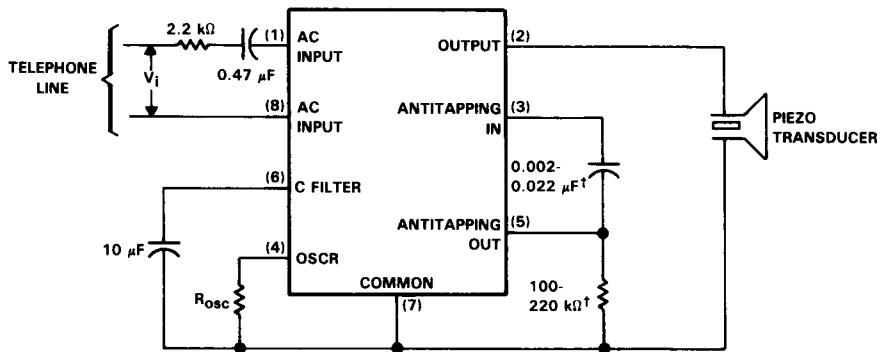 2.2 kΩ
(1)
AC
INPUT
0.47 μF
TELEPHONE
LINE
Vi
(8)
AC
INPUT
(6)
C FILTER
10 μF
(4)
OSCR
Rosc
COMMON
(7)
OUTPUT
(2)
ANTITAPPING
IN
(3)
0.002-
0.022 μF†
ANTITAPPING
OUT
(5)
100-
220 kΩ†
PIEZO
TRANSDUCER